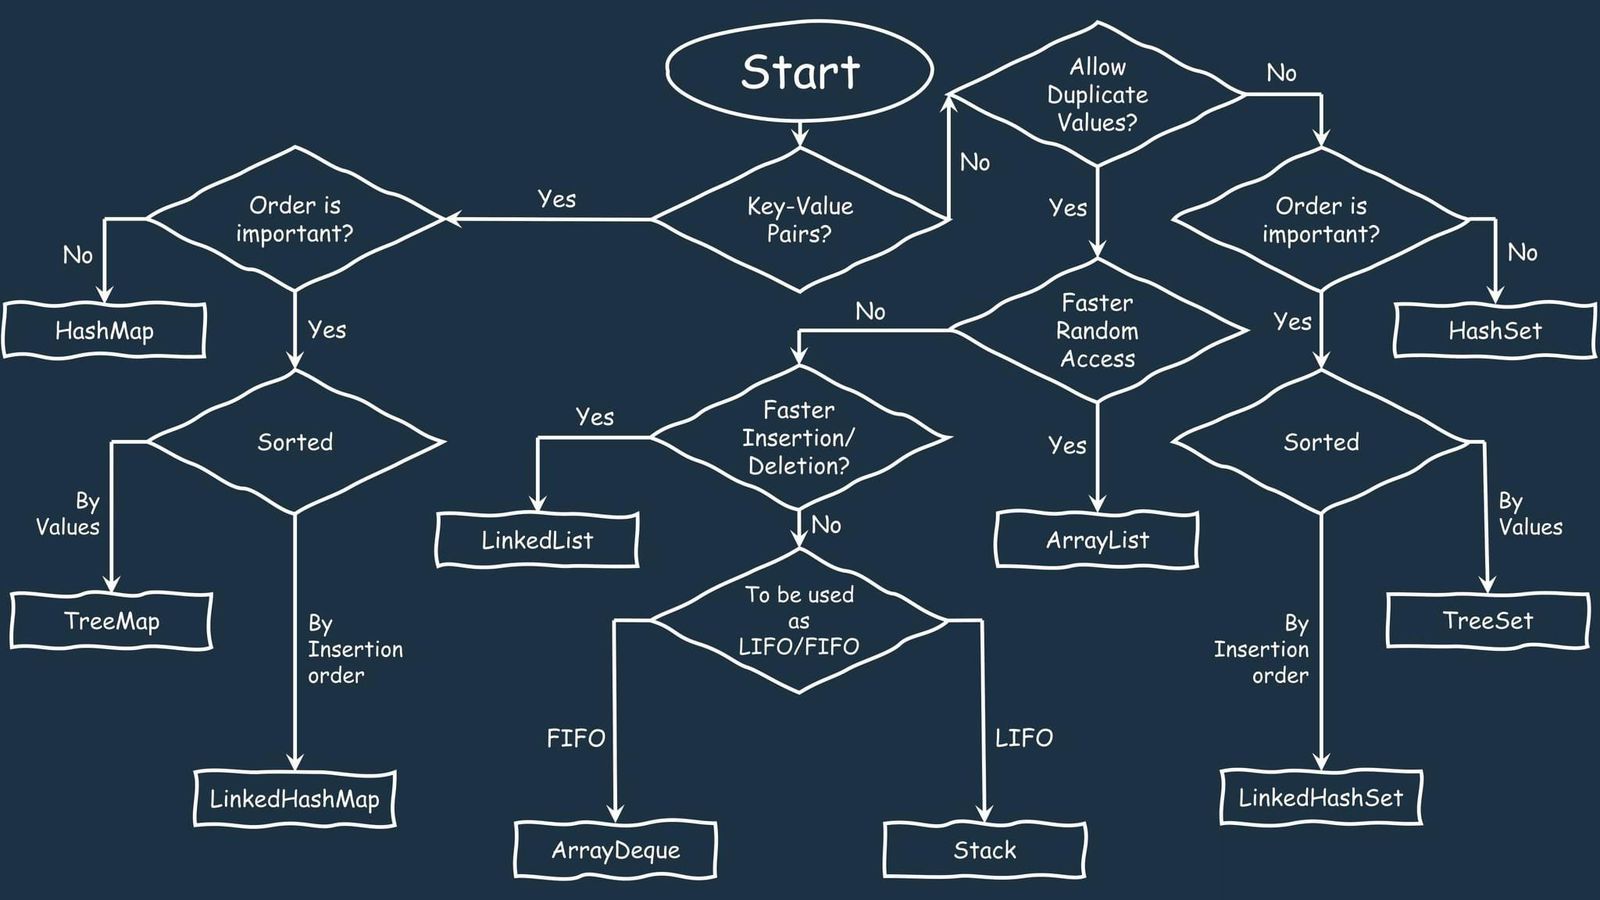 Start
Allow
Duplicate
Values?
No
No
Key-Value
Pairs?
Yes
Order is
important?
No
HashMap
Yes
Sorted
By
Values
TreeMap
By
Insertion
order
LinkedHashMap
Yes
Faster
Random
Access
No
Yes
ArrayList
Faster
Insertion/
Deletion?
Yes
LinkedList
No
To be used
as
LIFO/FIFO
FIFO
ArrayDeque
LIFO
Stack
Order is
important?
No
HashSet
Yes
Sorted
By
Values
TreeSet
By
Insertion
order
LinkedHashSet